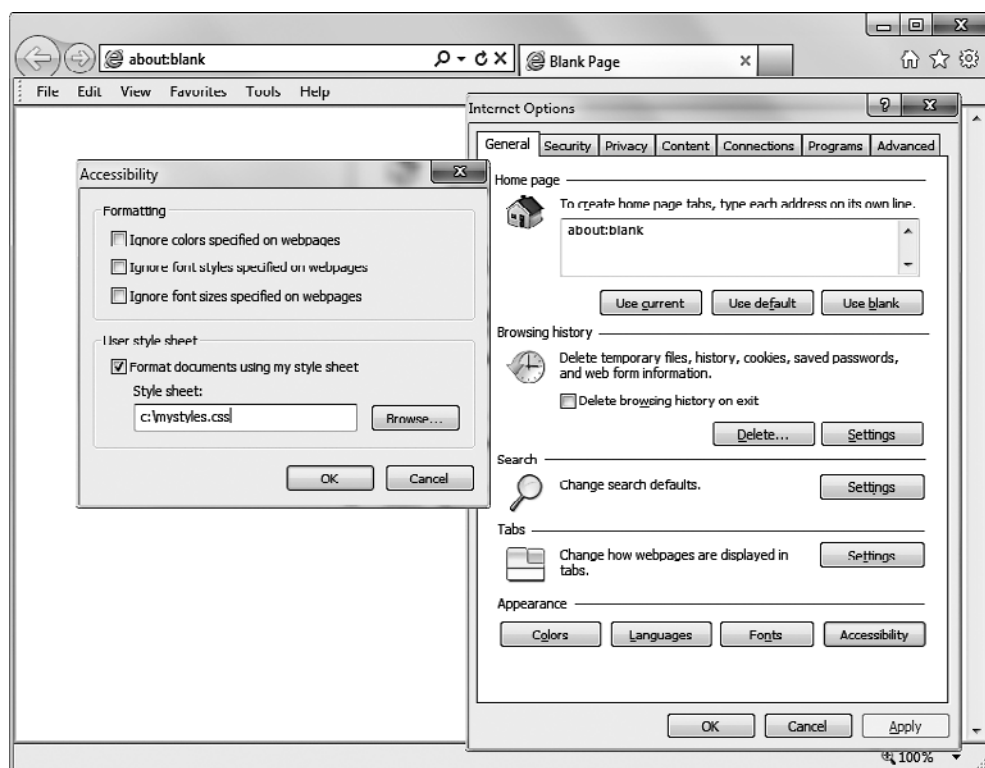 about:blank
Blank Page
File Edit View Favorites Tools Help
Internet Options
General Security Privacy Content Connections Programs Advanced
Home page
To create home page tabs, type each address on its own line.
about:blank
Use current Use default Use blank
Browsing history
Delete temporary files, history, cookies, saved passwords,
and web form information.
Delete browsing history on exit
Delete... Settings
Search
Change search defaults.
Settings
Tabs
Change how webpages are displayed in
tabs.
Settings
Appearance
Colors Languages Fonts Accessibility
OK Cancel Apply
Accessibility
Formatting
Ignore colors specified on webpages
Ignore font styles specified on webpages
Ignore font sizes specified on webpages
User style sheet
Format documents using my style sheet
Style sheet:
c:\mystyles.css
Browse...
OK Cancel
100%